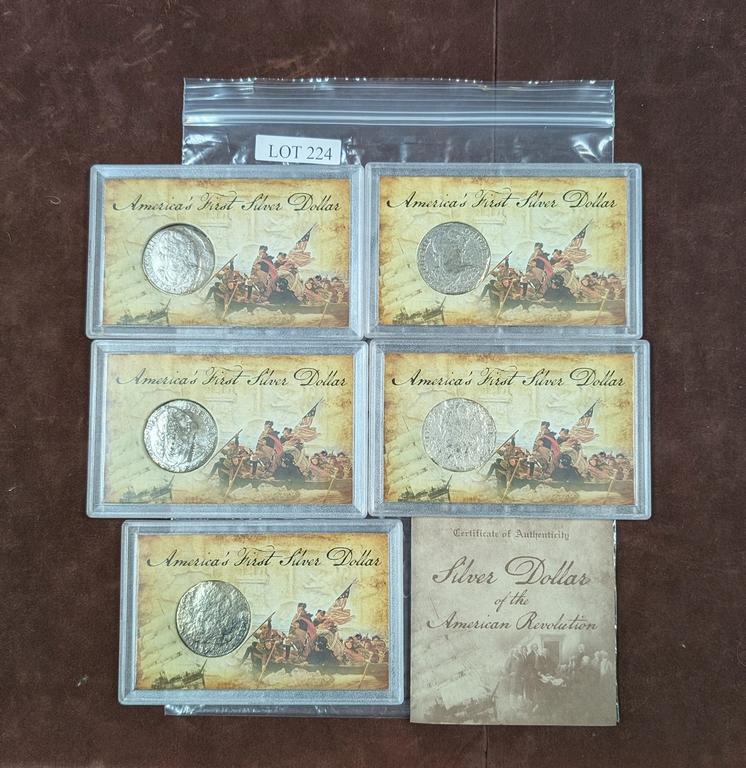 LOT 224
America's First Silver Dollar
America's First Silver Dollar
America's First Silver Dollar
America's First Silver Dollar
America's First Silver Dollar
Certificate of Authenticity
Silver Dollar
of the
American Revolution